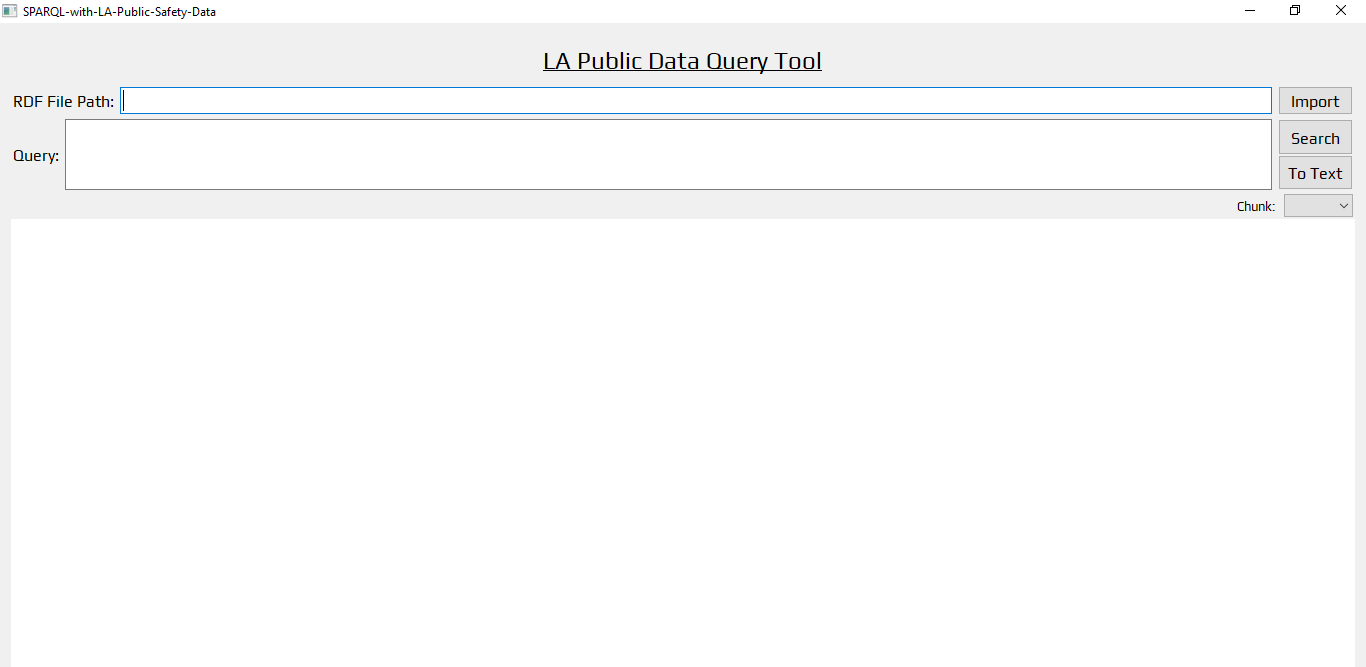 SPARQL-with-LA-Public-Safety-Data
LA Public Data Query Tool
RDF File Path:
Import
Query:
Search
To Text
Chunk: